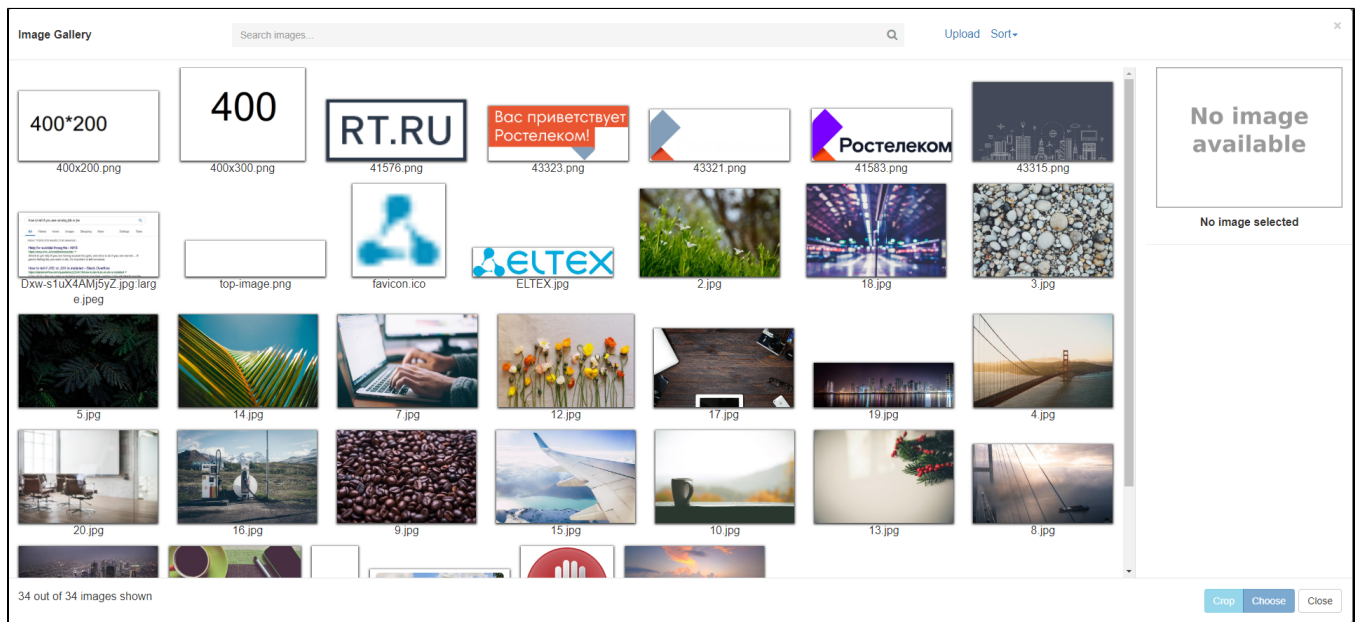 Image Gallery
Search images...
Upload
Sort
×
400*200
400
RT.RU
Вас приветствует
Ростелеком!
Ростелеком
No image
available
400x200.png
400x300.png
41576.png
43323.png
43321.png
41583.png
43315.png
No image selected
ELTEX
Dxw-s1uX4AMj5yZ.jpg:larg
e.jpeg
top-image.png
favicon.ico
ELTEX.jpg
2.jpg
18.jpg
3.jpg
5.jpg
14.jpg
7.jpg
12.jpg
17.jpg
19.jpg
4.jpg
20.jpg
16.jpg
9.jpg
15.jpg
10.jpg
13.jpg
8.jpg
34 out of 34 images shown
Crop
Choose
Close